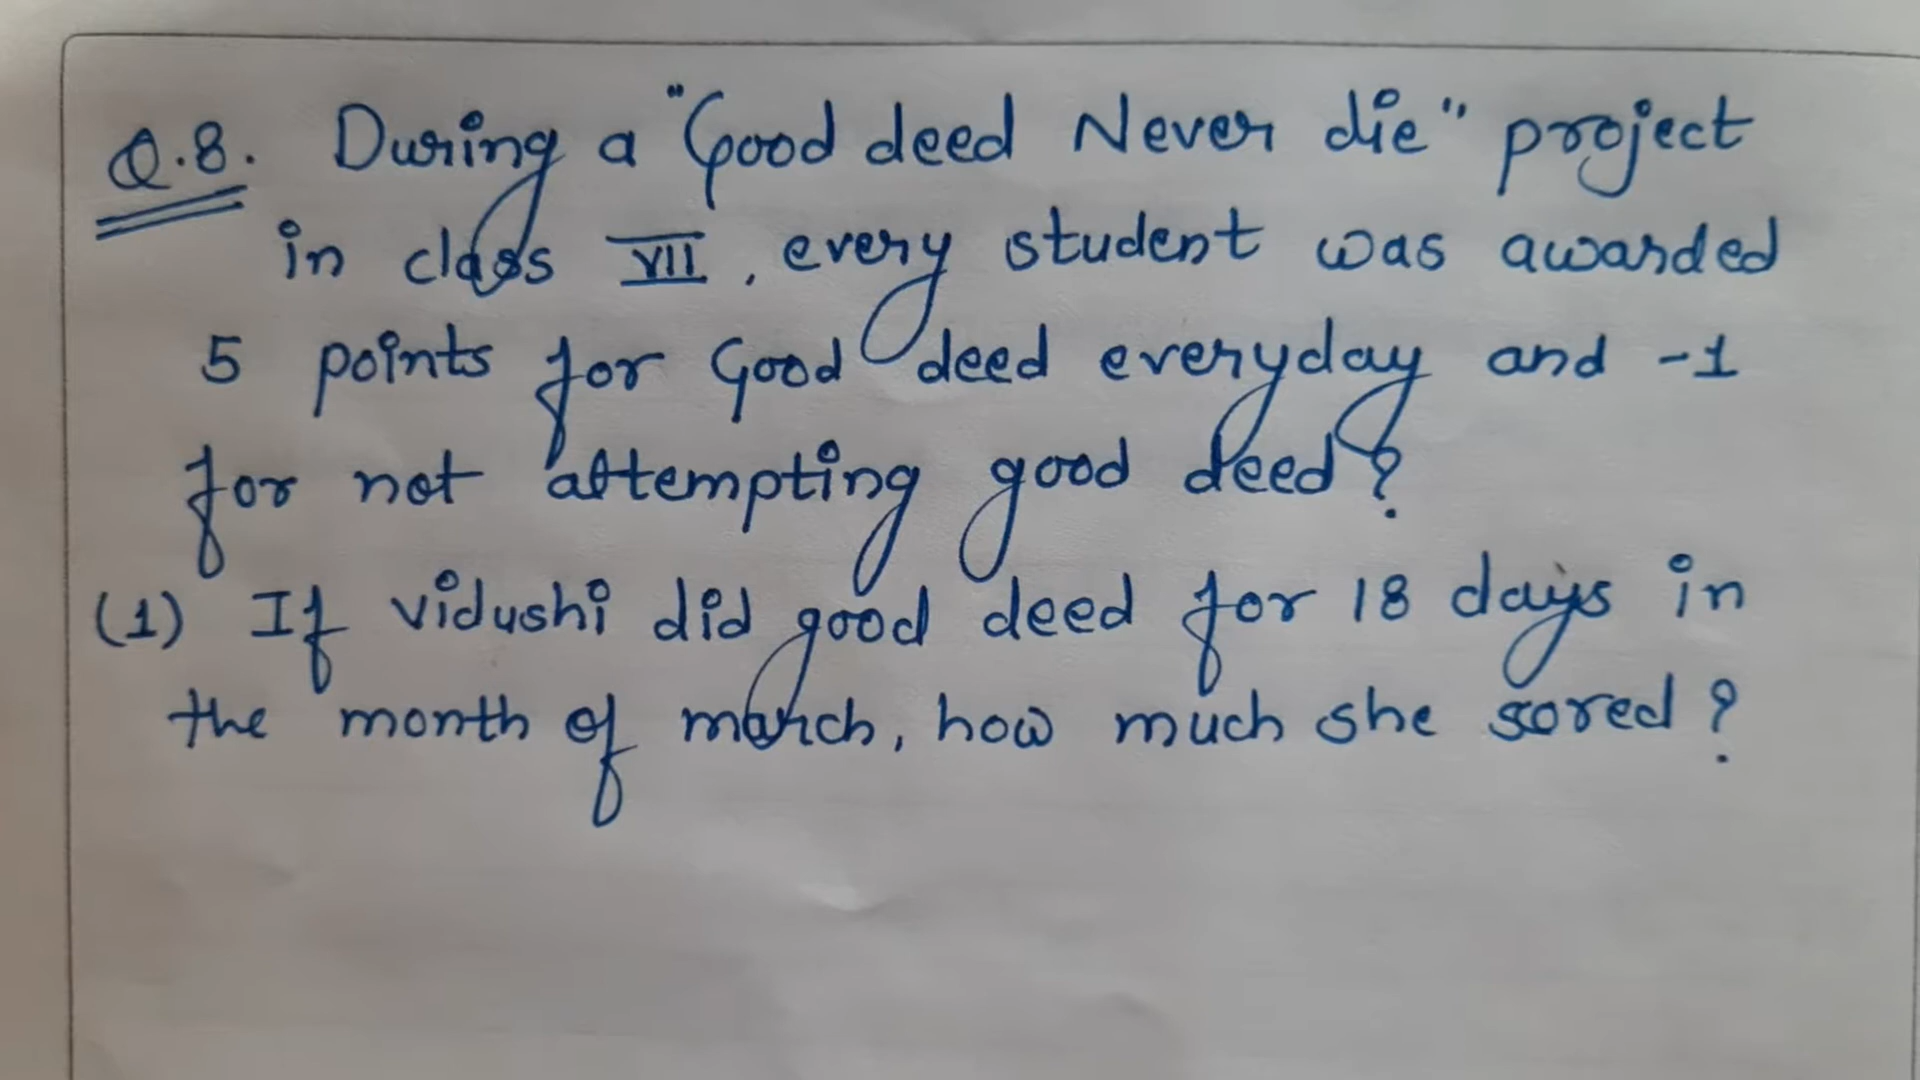 Q.8. During a "Good deed Never die" project
in class VII, every student was awarded
5 points for Good deed everyday and -1
for not attempting good deed?
(1) If vidushi did good deed for 18 days in
the month of march, how much she sored?